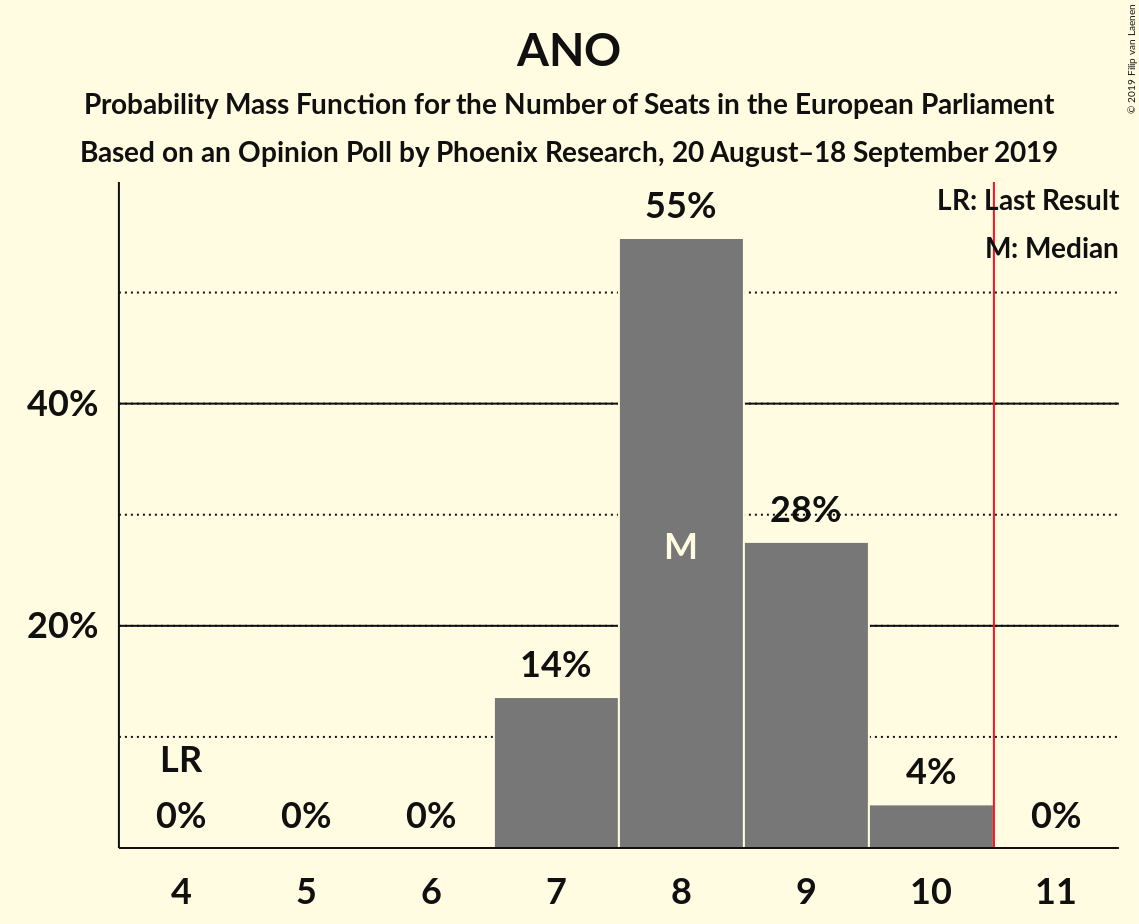 ANO
Probability Mass Function for the Number of Seats in the European Parliament
Based on an Opinion Poll by Phoenix Research, 20 August–18 September 2019
© 2019 Filip van Laenen
LR: Last Result
M: Median
55%
40%
28%
M
20%
14%
LR
4%
0% 0% 0% 0%
4 5 6 7 8 9 10 11